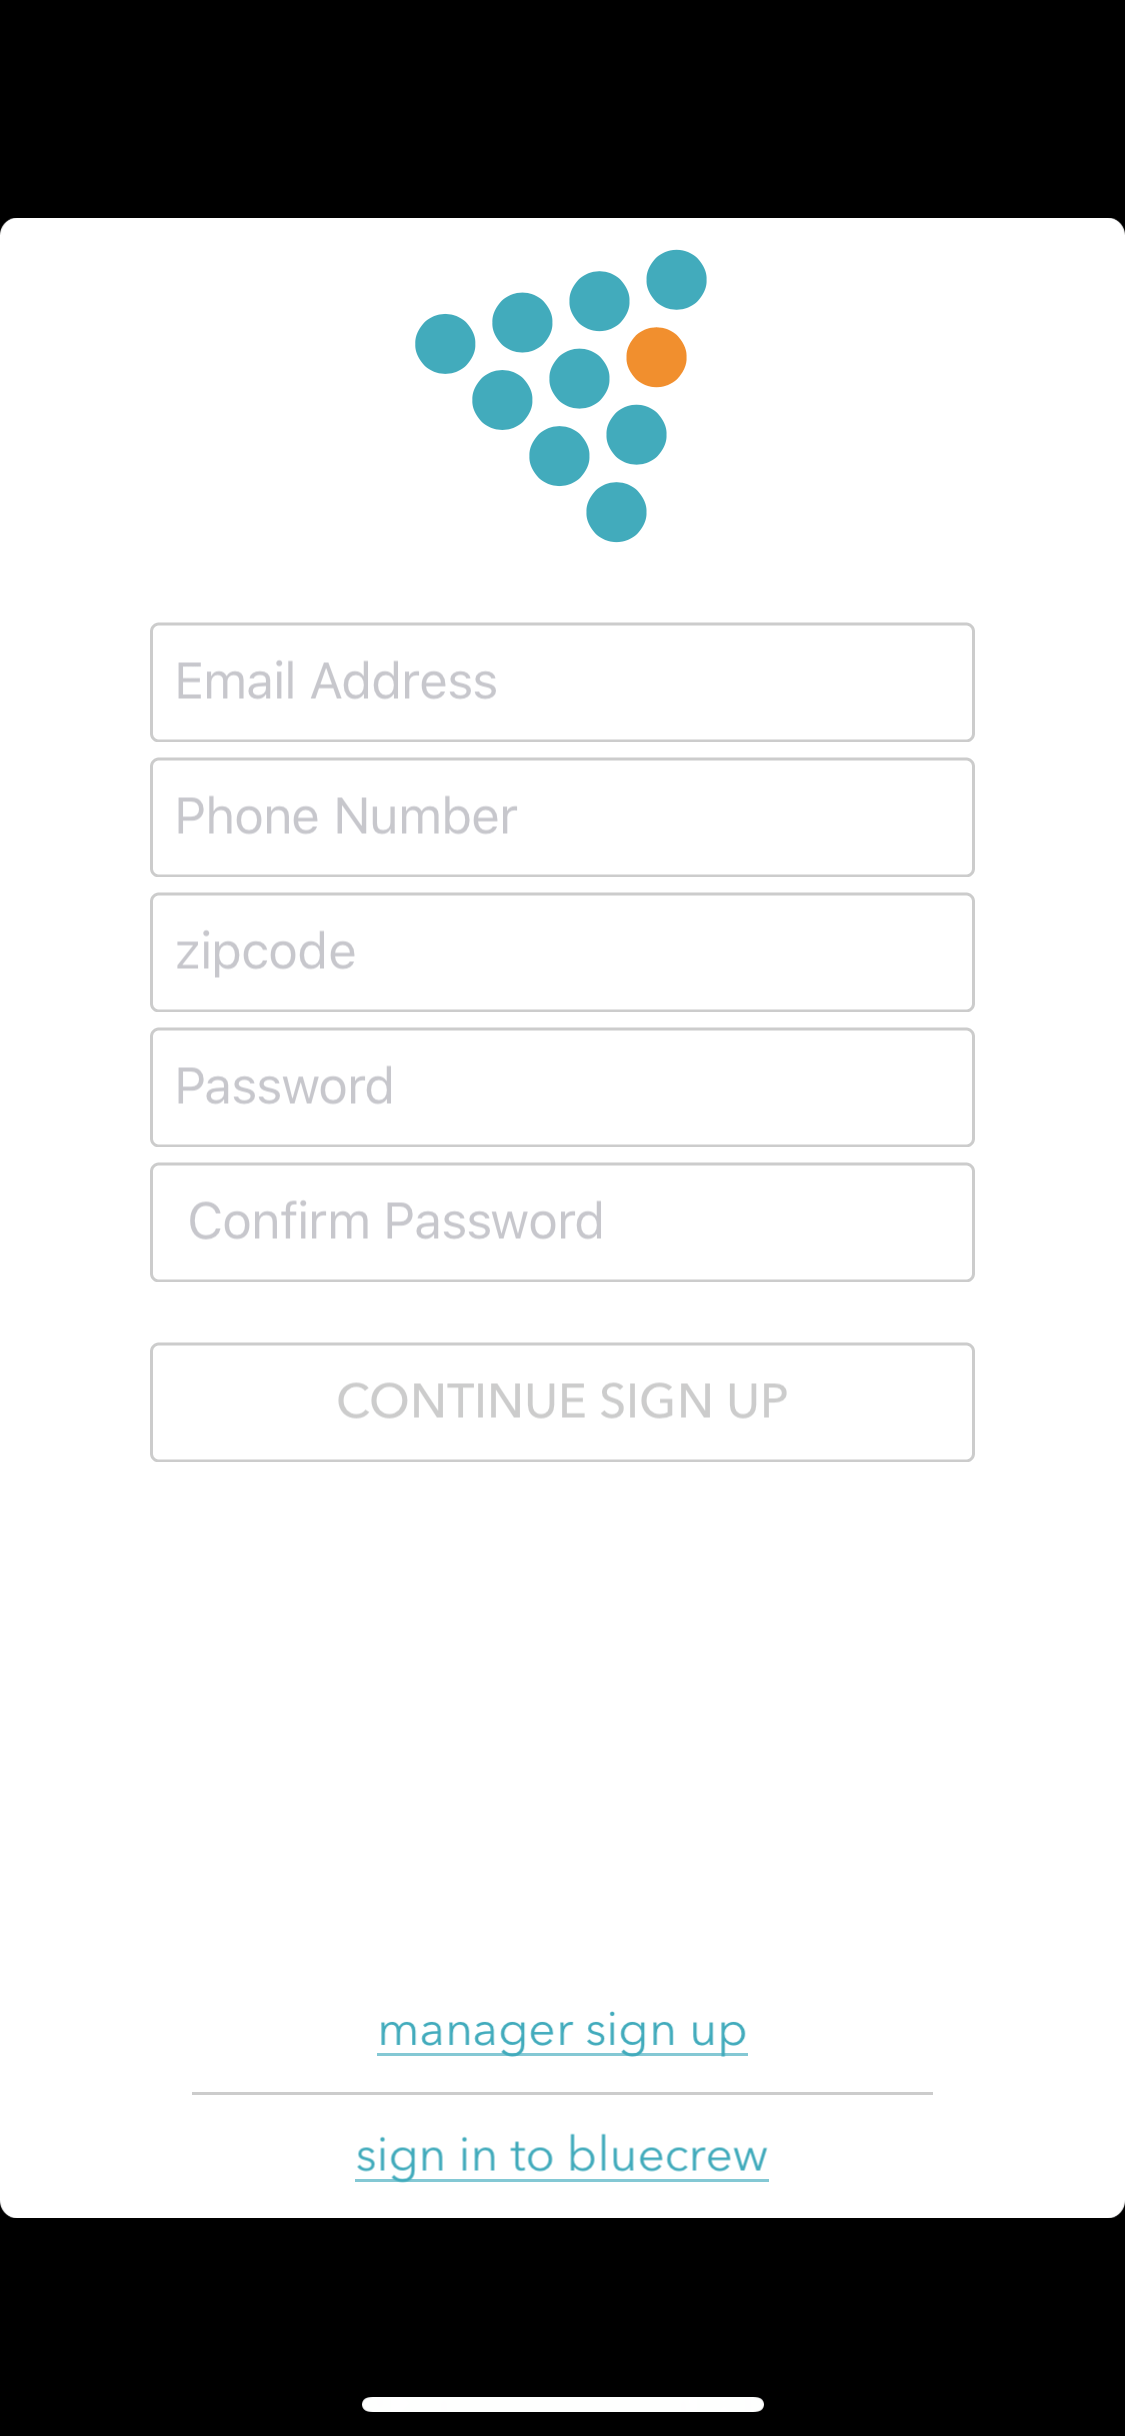 Email Address
Phone Number
zipcode
Password
Confirm Password
CONTINUE SIGN UP
manager sign up
sign in to bluecrew